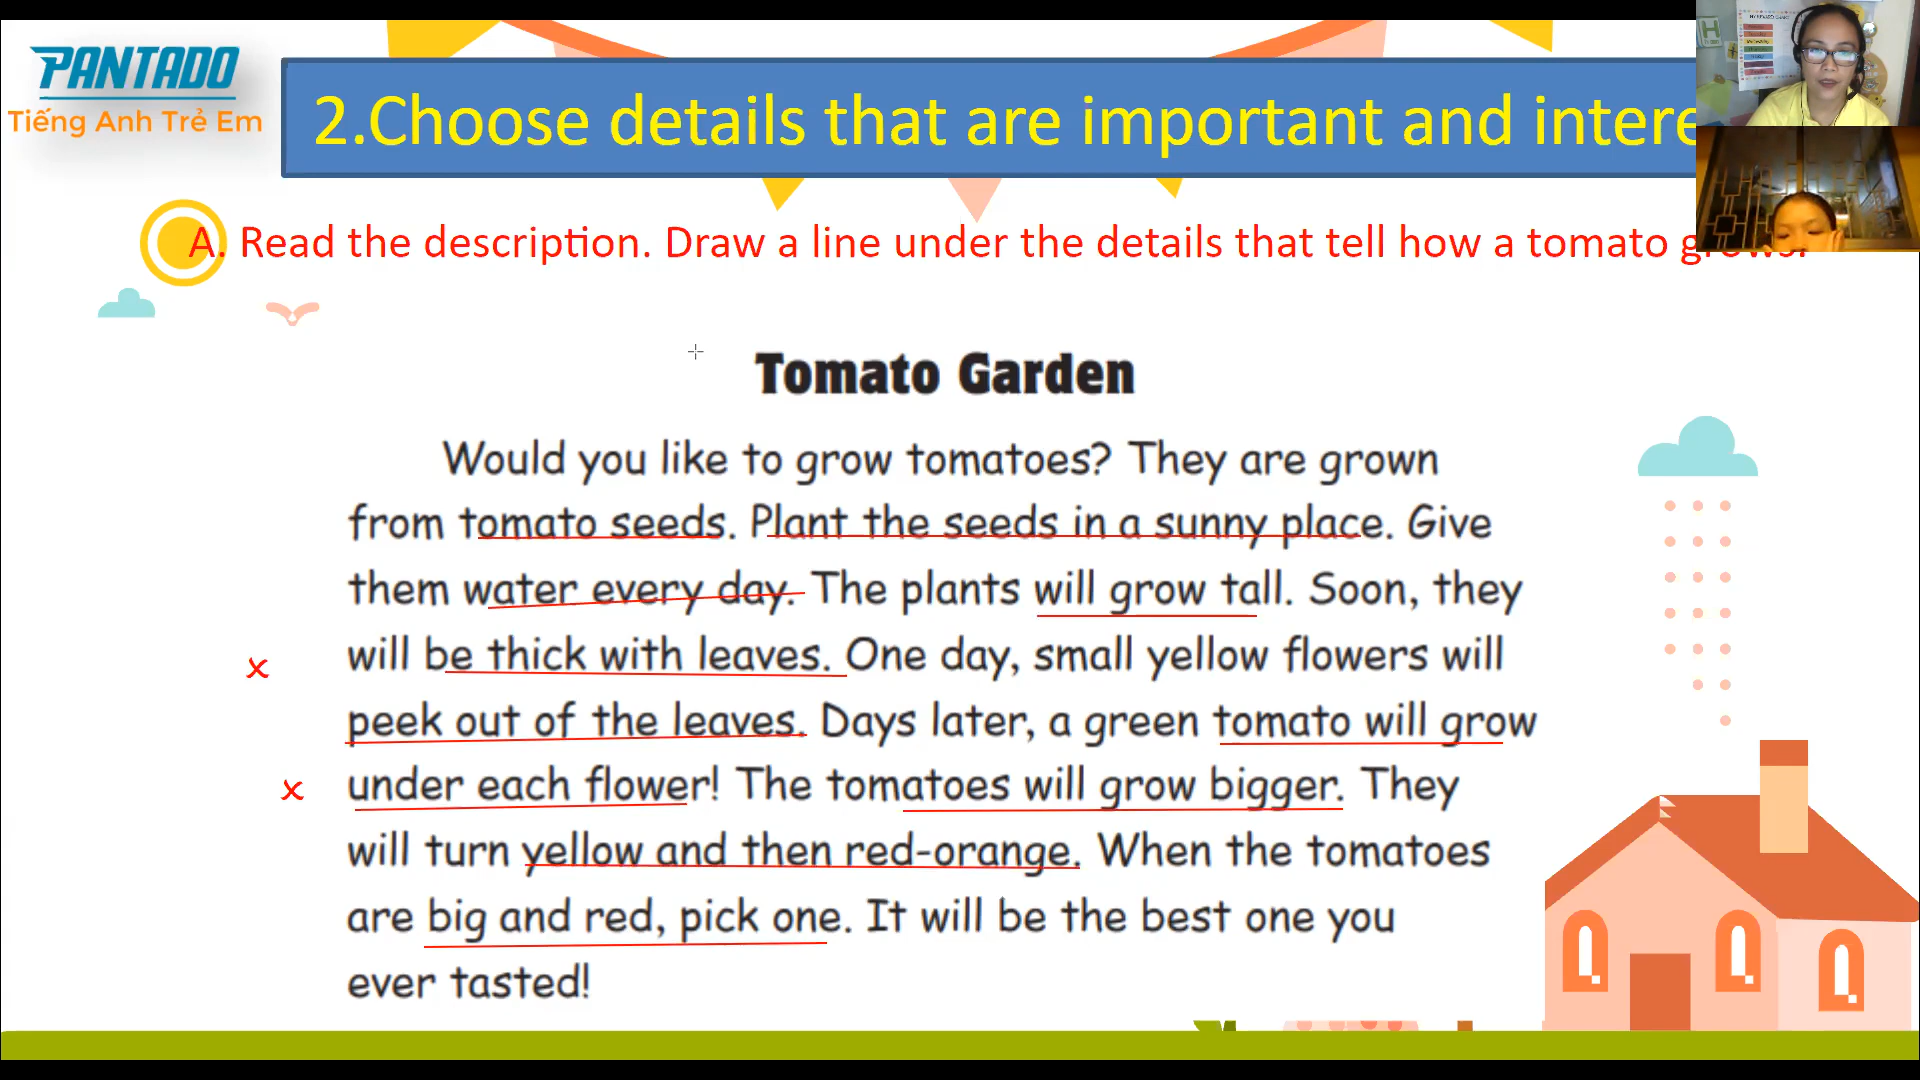 PANTADO
Tiếng Anh Trẻ Em
2.Choose details that are important and intere
A. Read the description. Draw a line under the details that tell how a tomato grows.
Tomato Garden
Would you like to grow tomatoes? They are grown
from tomato seeds. Plant the seeds in a sunny place. Give
them water every day. The plants will grow tall. Soon, they
will be thick with leaves. One day, small yellow flowers will
x
peek out of the leaves. Days later, a green tomato will grow
x under each flower! The tomatoes will grow bigger. They
will turn yellow and then red-orange. When the tomatoes
are big and red, pick one. It will be the best one you
ever tasted!